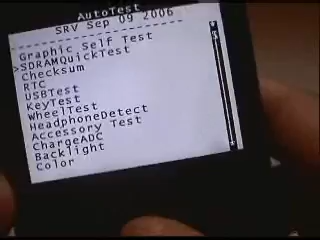 AutoTest
SRV Sep 09 2006
--------------------
Graphic Self Test
>SDRAMQuickTest
Checksum
RTC
USBTest
KeyTest
WheelTest
HeadphoneDetect
Accessory Test
ChargeADC
Backlight
Color